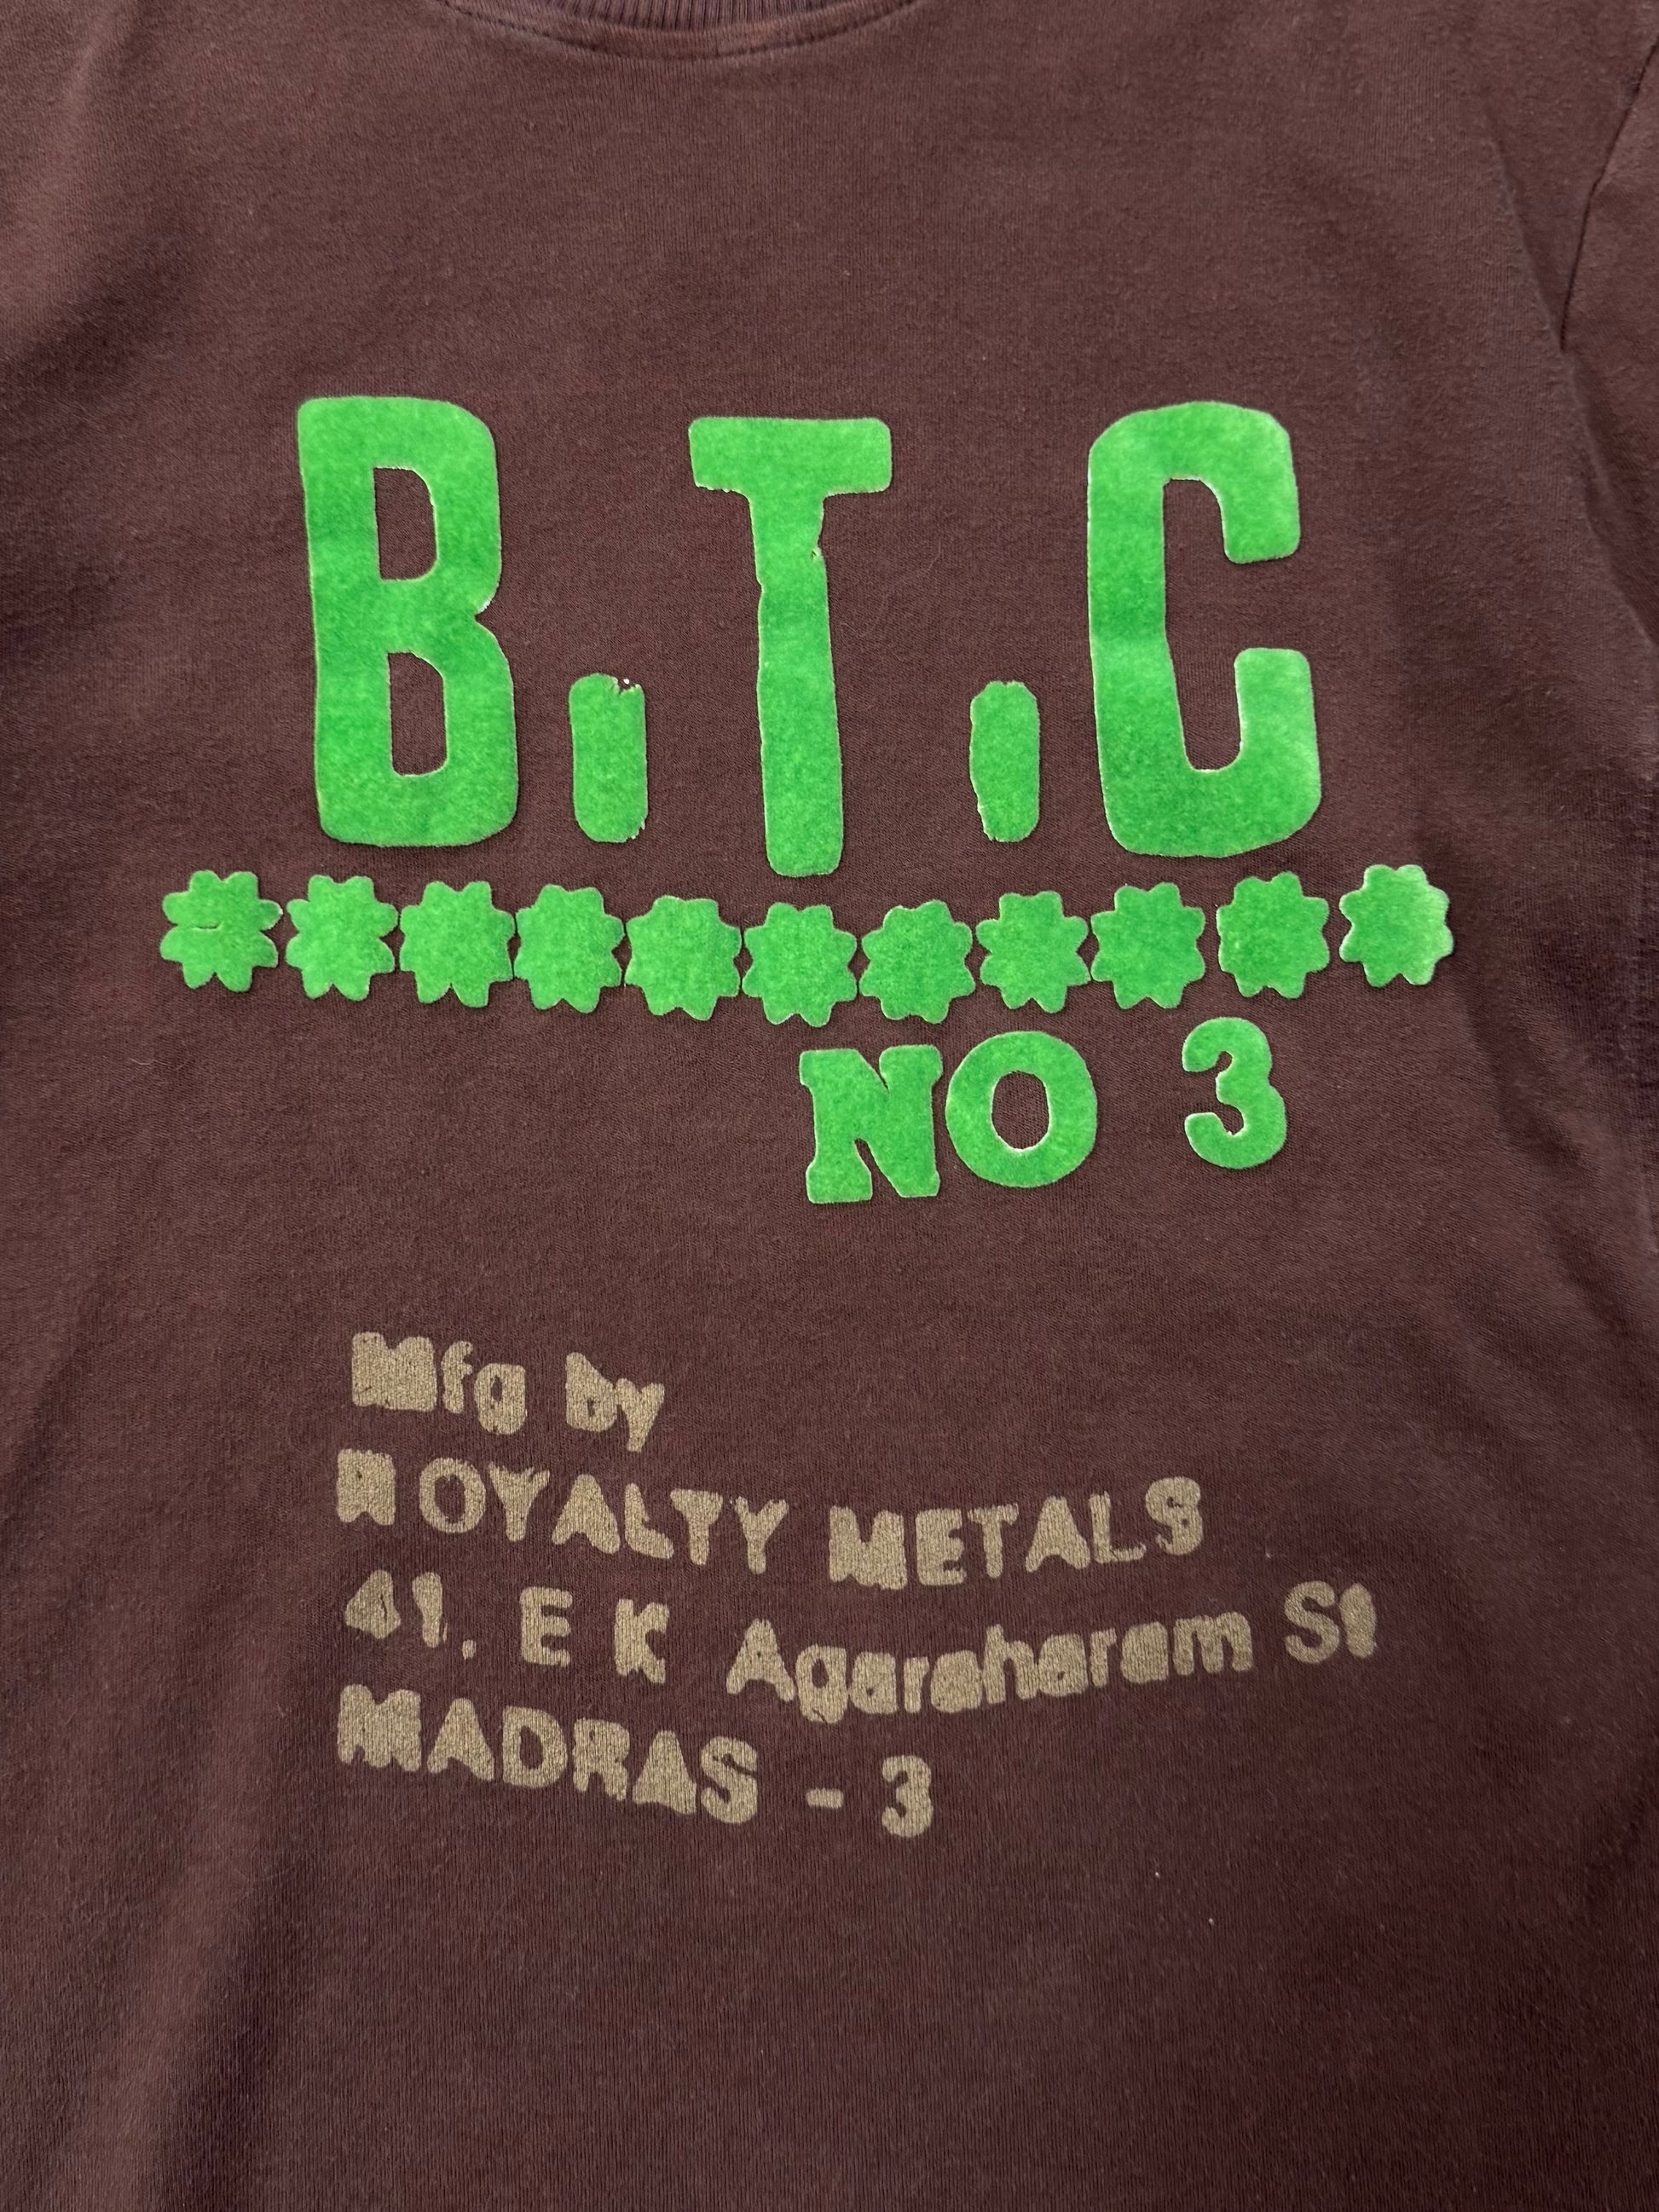 B.T.C
NO 3
Mfg by
ROYALTY METALS
41, E K Agaraharam St
MADRAS - 3